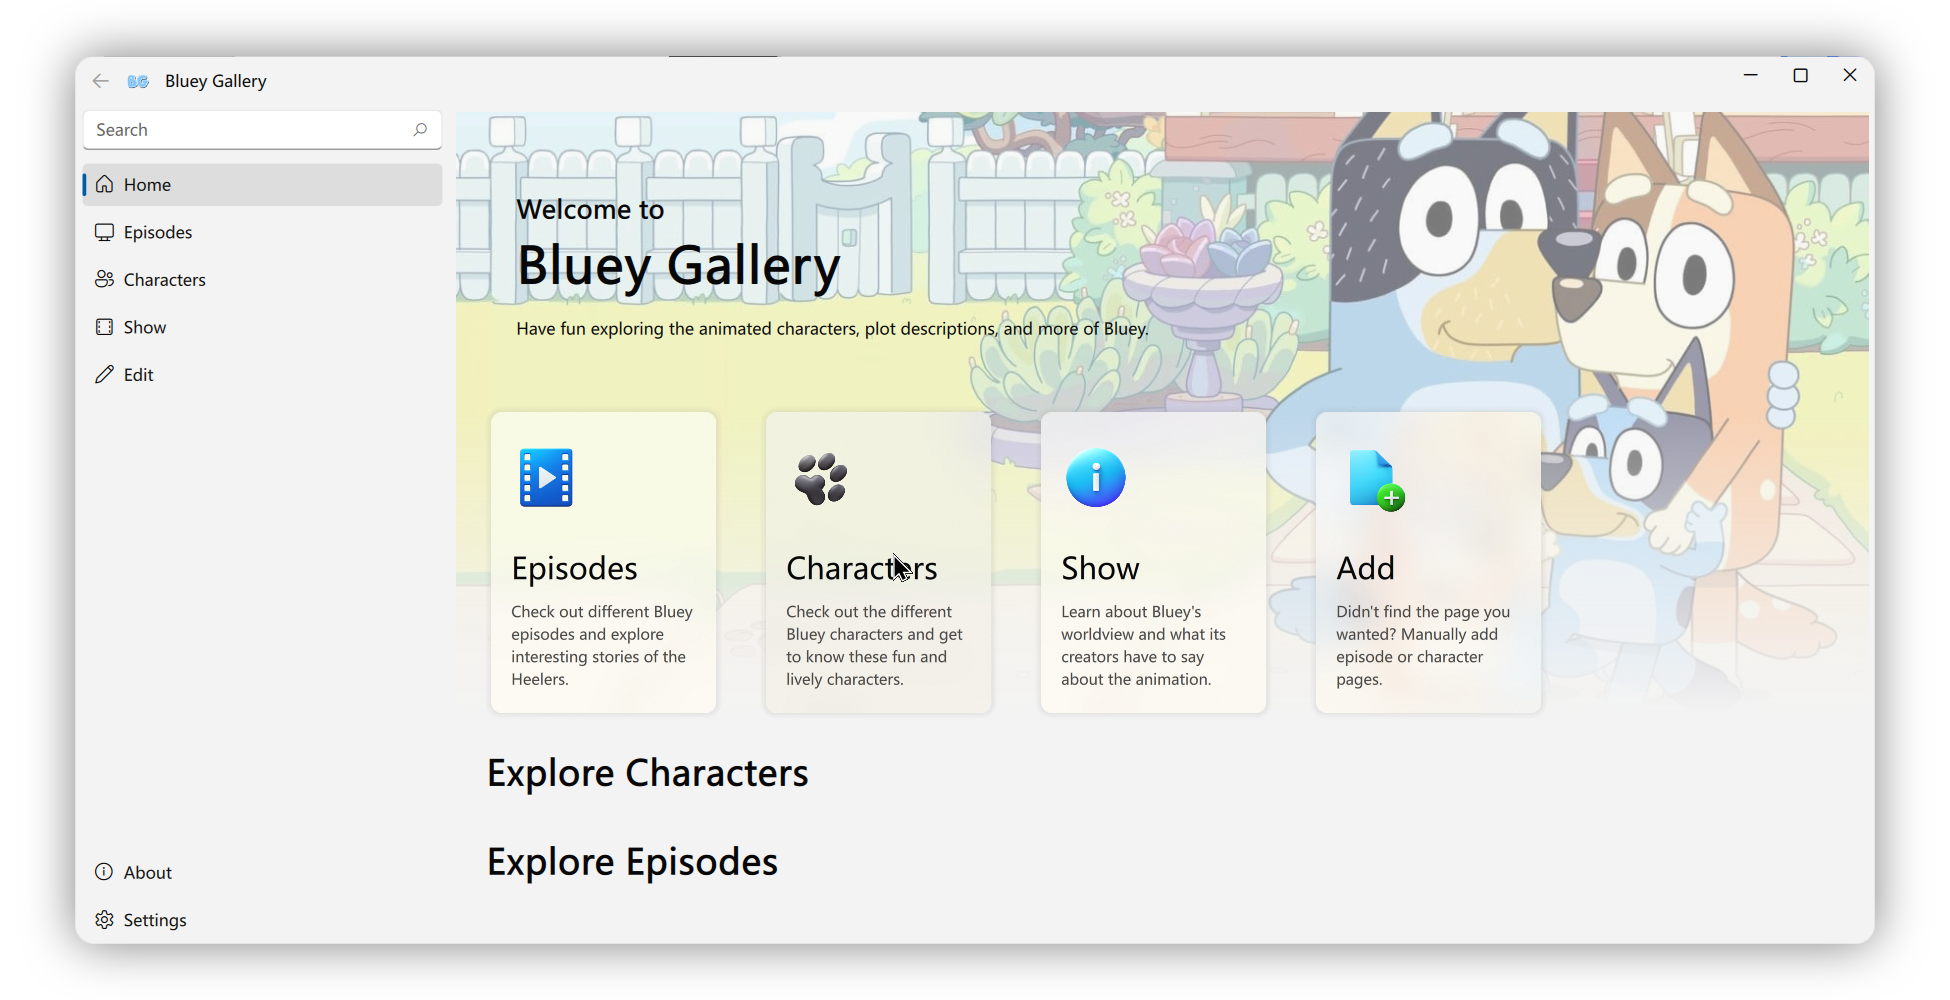 BG Bluey Gallery
Search
Home
Episodes
Characters
Show
Edit
About
Settings
Welcome to
Bluey Gallery
Have fun exploring the animated characters, plot descriptions, and more of Bluey.
Episodes
Check out different Bluey
episodes and explore
interesting stories of the
Heelers.
Characters
Check out the different
Bluey characters and get
to know these fun and
lively characters.
Show
Learn about Bluey's
worldview and what its
creators have to say
about the animation.
Add
Didn't find the page you
wanted? Manually add
episode or character
pages.
Explore Characters
Explore Episodes